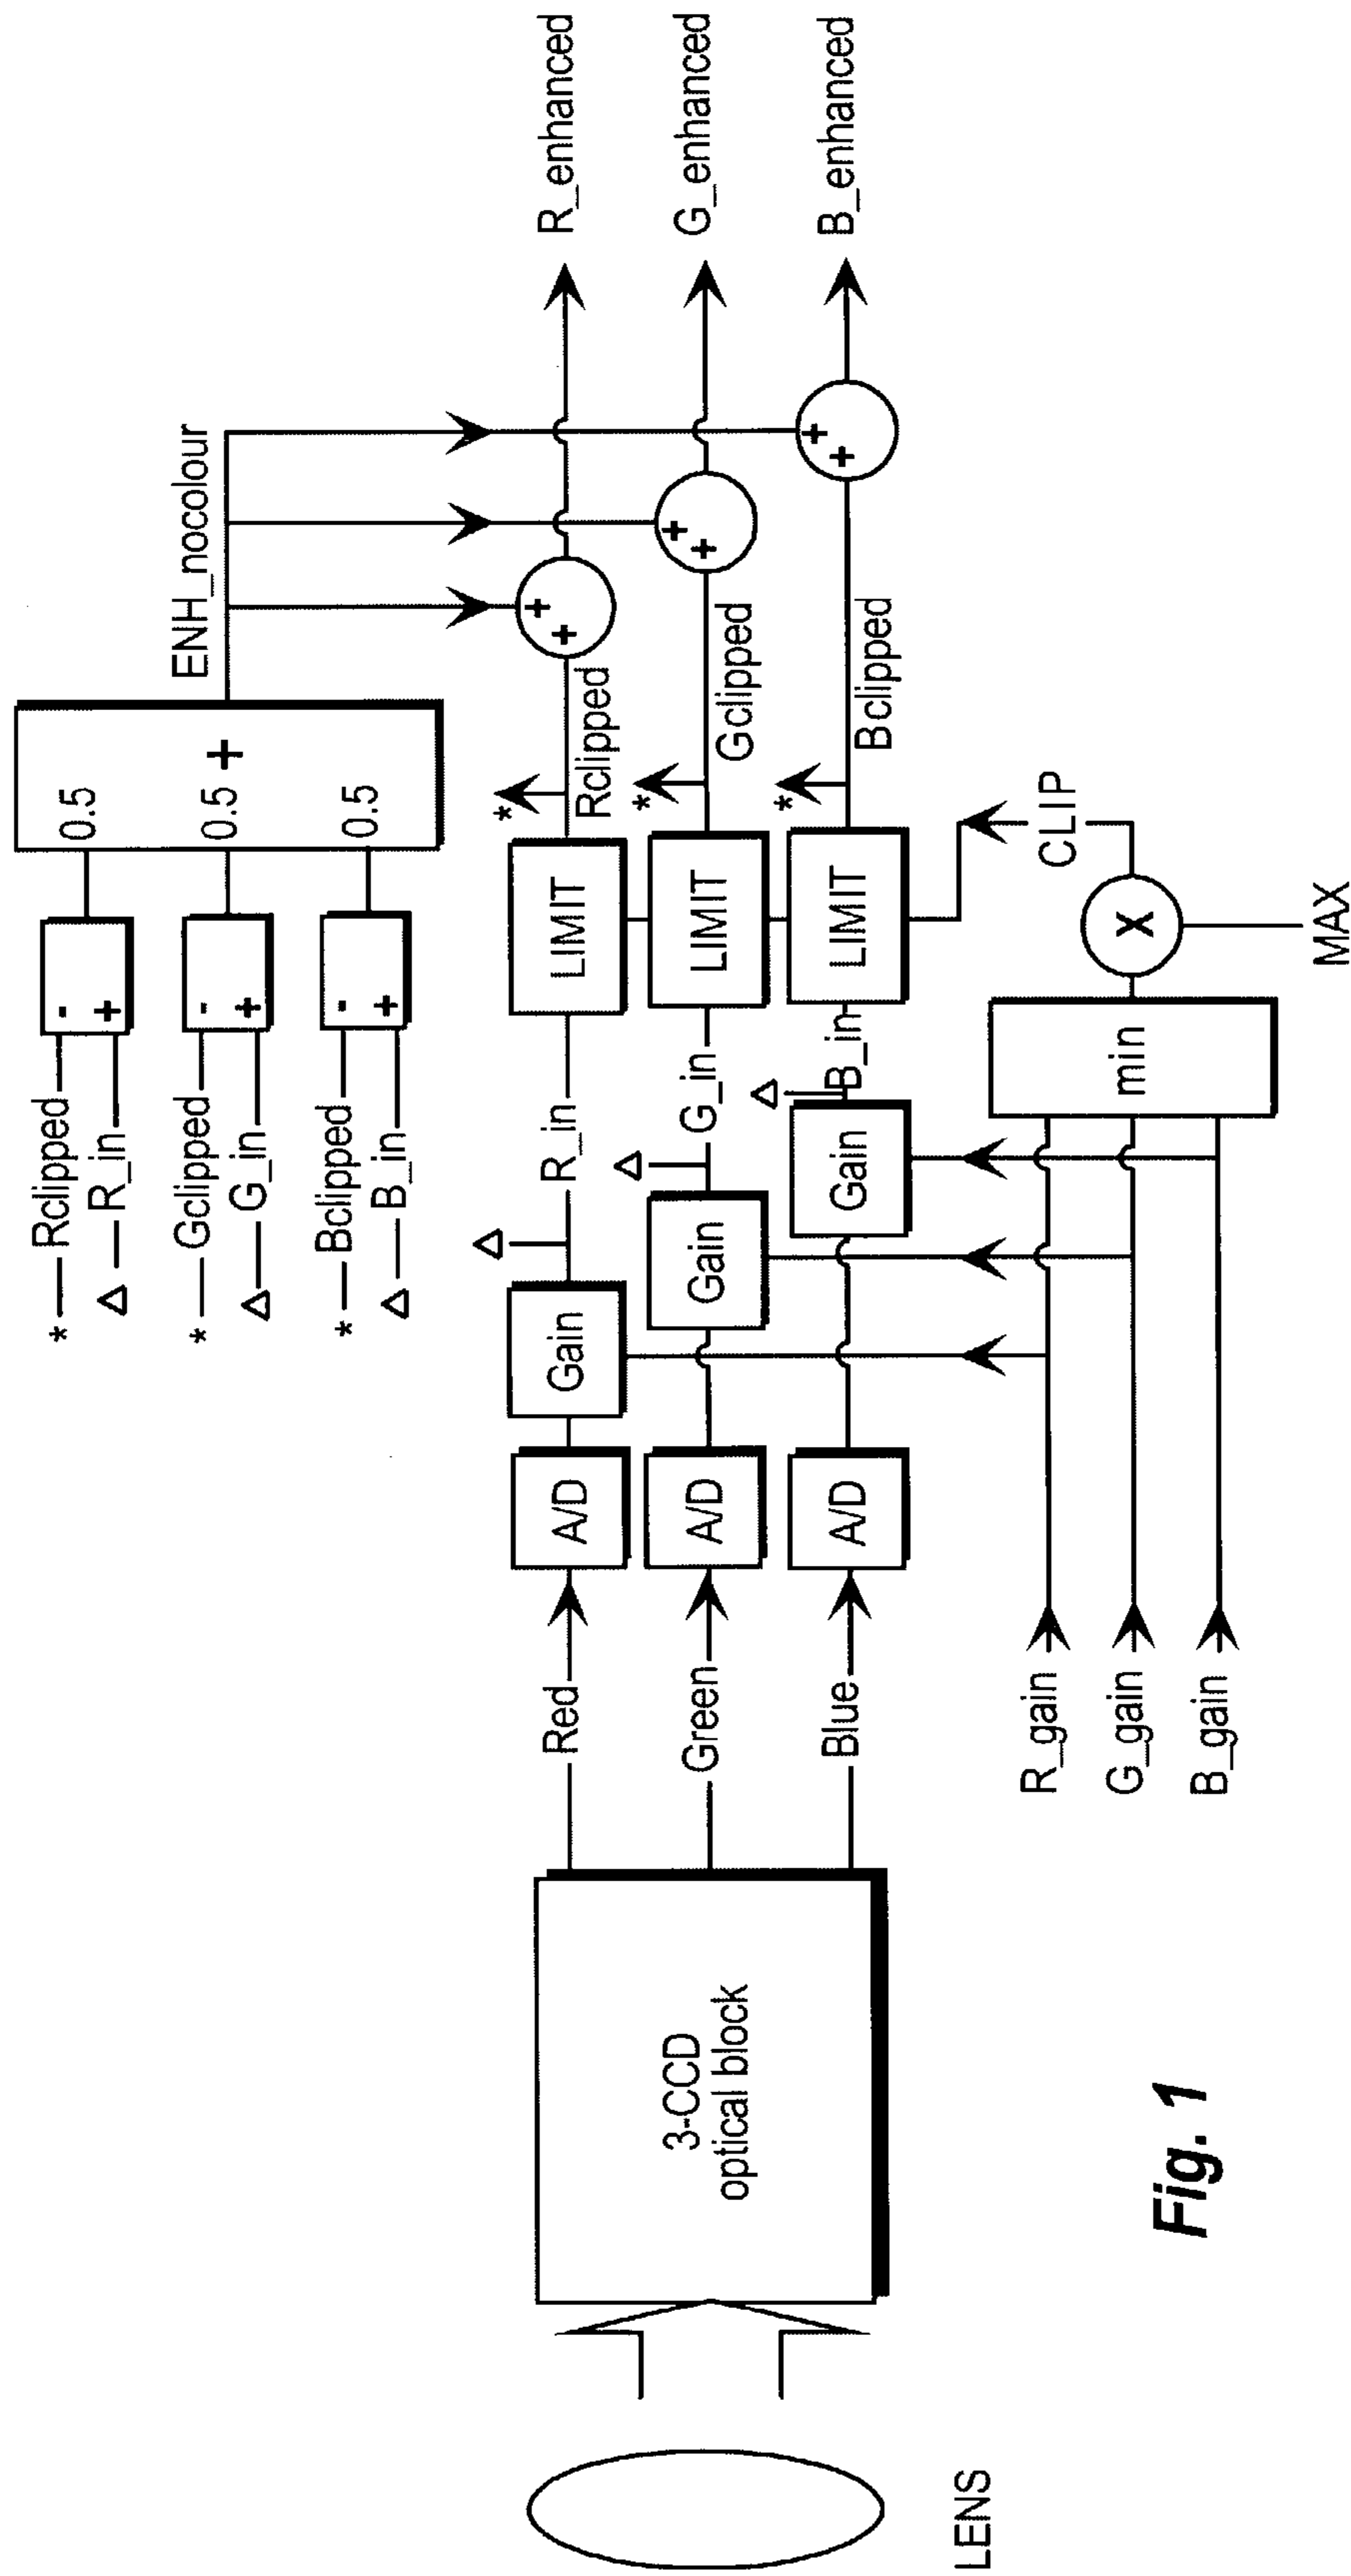 * Rclipped
Δ R_in
* Gclipped
Δ G_in
* Bclipped
Δ B_in
- +
- +
- +
0.5
0.5 +
0.5
ENH_nocolour
LENS
3-CCD
optical block
Red
Green
Blue
A/D
A/D
A/D
Gain
Gain
Gain
Δ
Δ
Δ
R_in
G_in
B_in
LIMIT
LIMIT
LIMIT
*
*
*
Rclipped
Gclipped
Bclipped
+ +
+ +
+ +
R_enhanced
G_enhanced
B_enhanced
R_gain
G_gain
B_gain
min
X
CLIP
MAX
Fig. 1